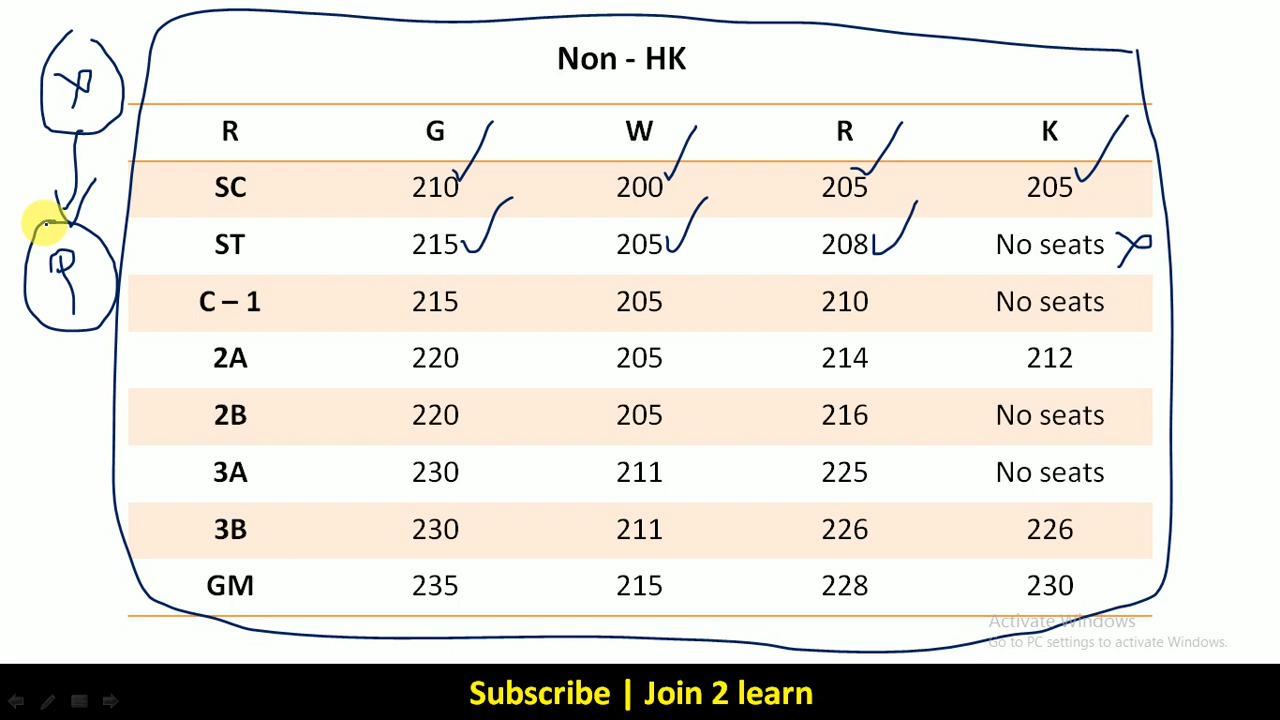 Non - HK
R G W R K
SC 210 200 205 205
ST 215 205 208 No seats
C – 1 215 205 210 No seats
2A 220 205 214 212
2B 220 205 216 No seats
3A 230 211 225 No seats
3B 230 211 226 226
GM 235 215 228 230
Activate Windows
Go to PC settings to activate Windows.
Subscribe | Join 2 learn